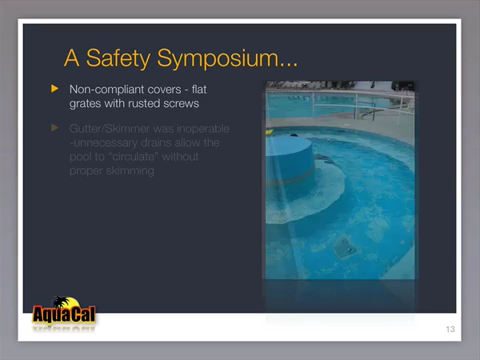 A Safety Symposium...
Non-compliant covers - flat
grates with rusted screws
Gutter/Skimmer was inoperable
-unnecessary drains allow the
pool to “circulate” without
proper skimming
AquaCal
13